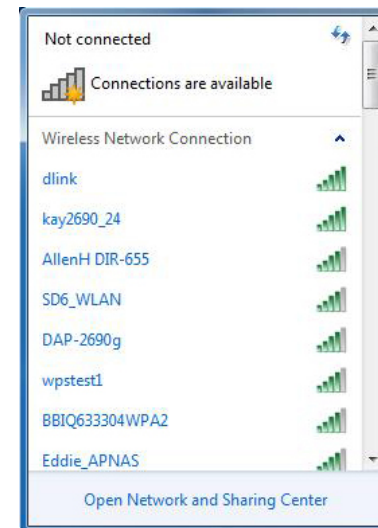 Not connected
Connections are available
Wireless Network Connection
dlink
kay2690_24
AllenH DIR-655
SD6_WLAN
DAP-2690g
wpstest1
BBIQ633304WPA2
Eddie_APNAS
Open Network and Sharing Center